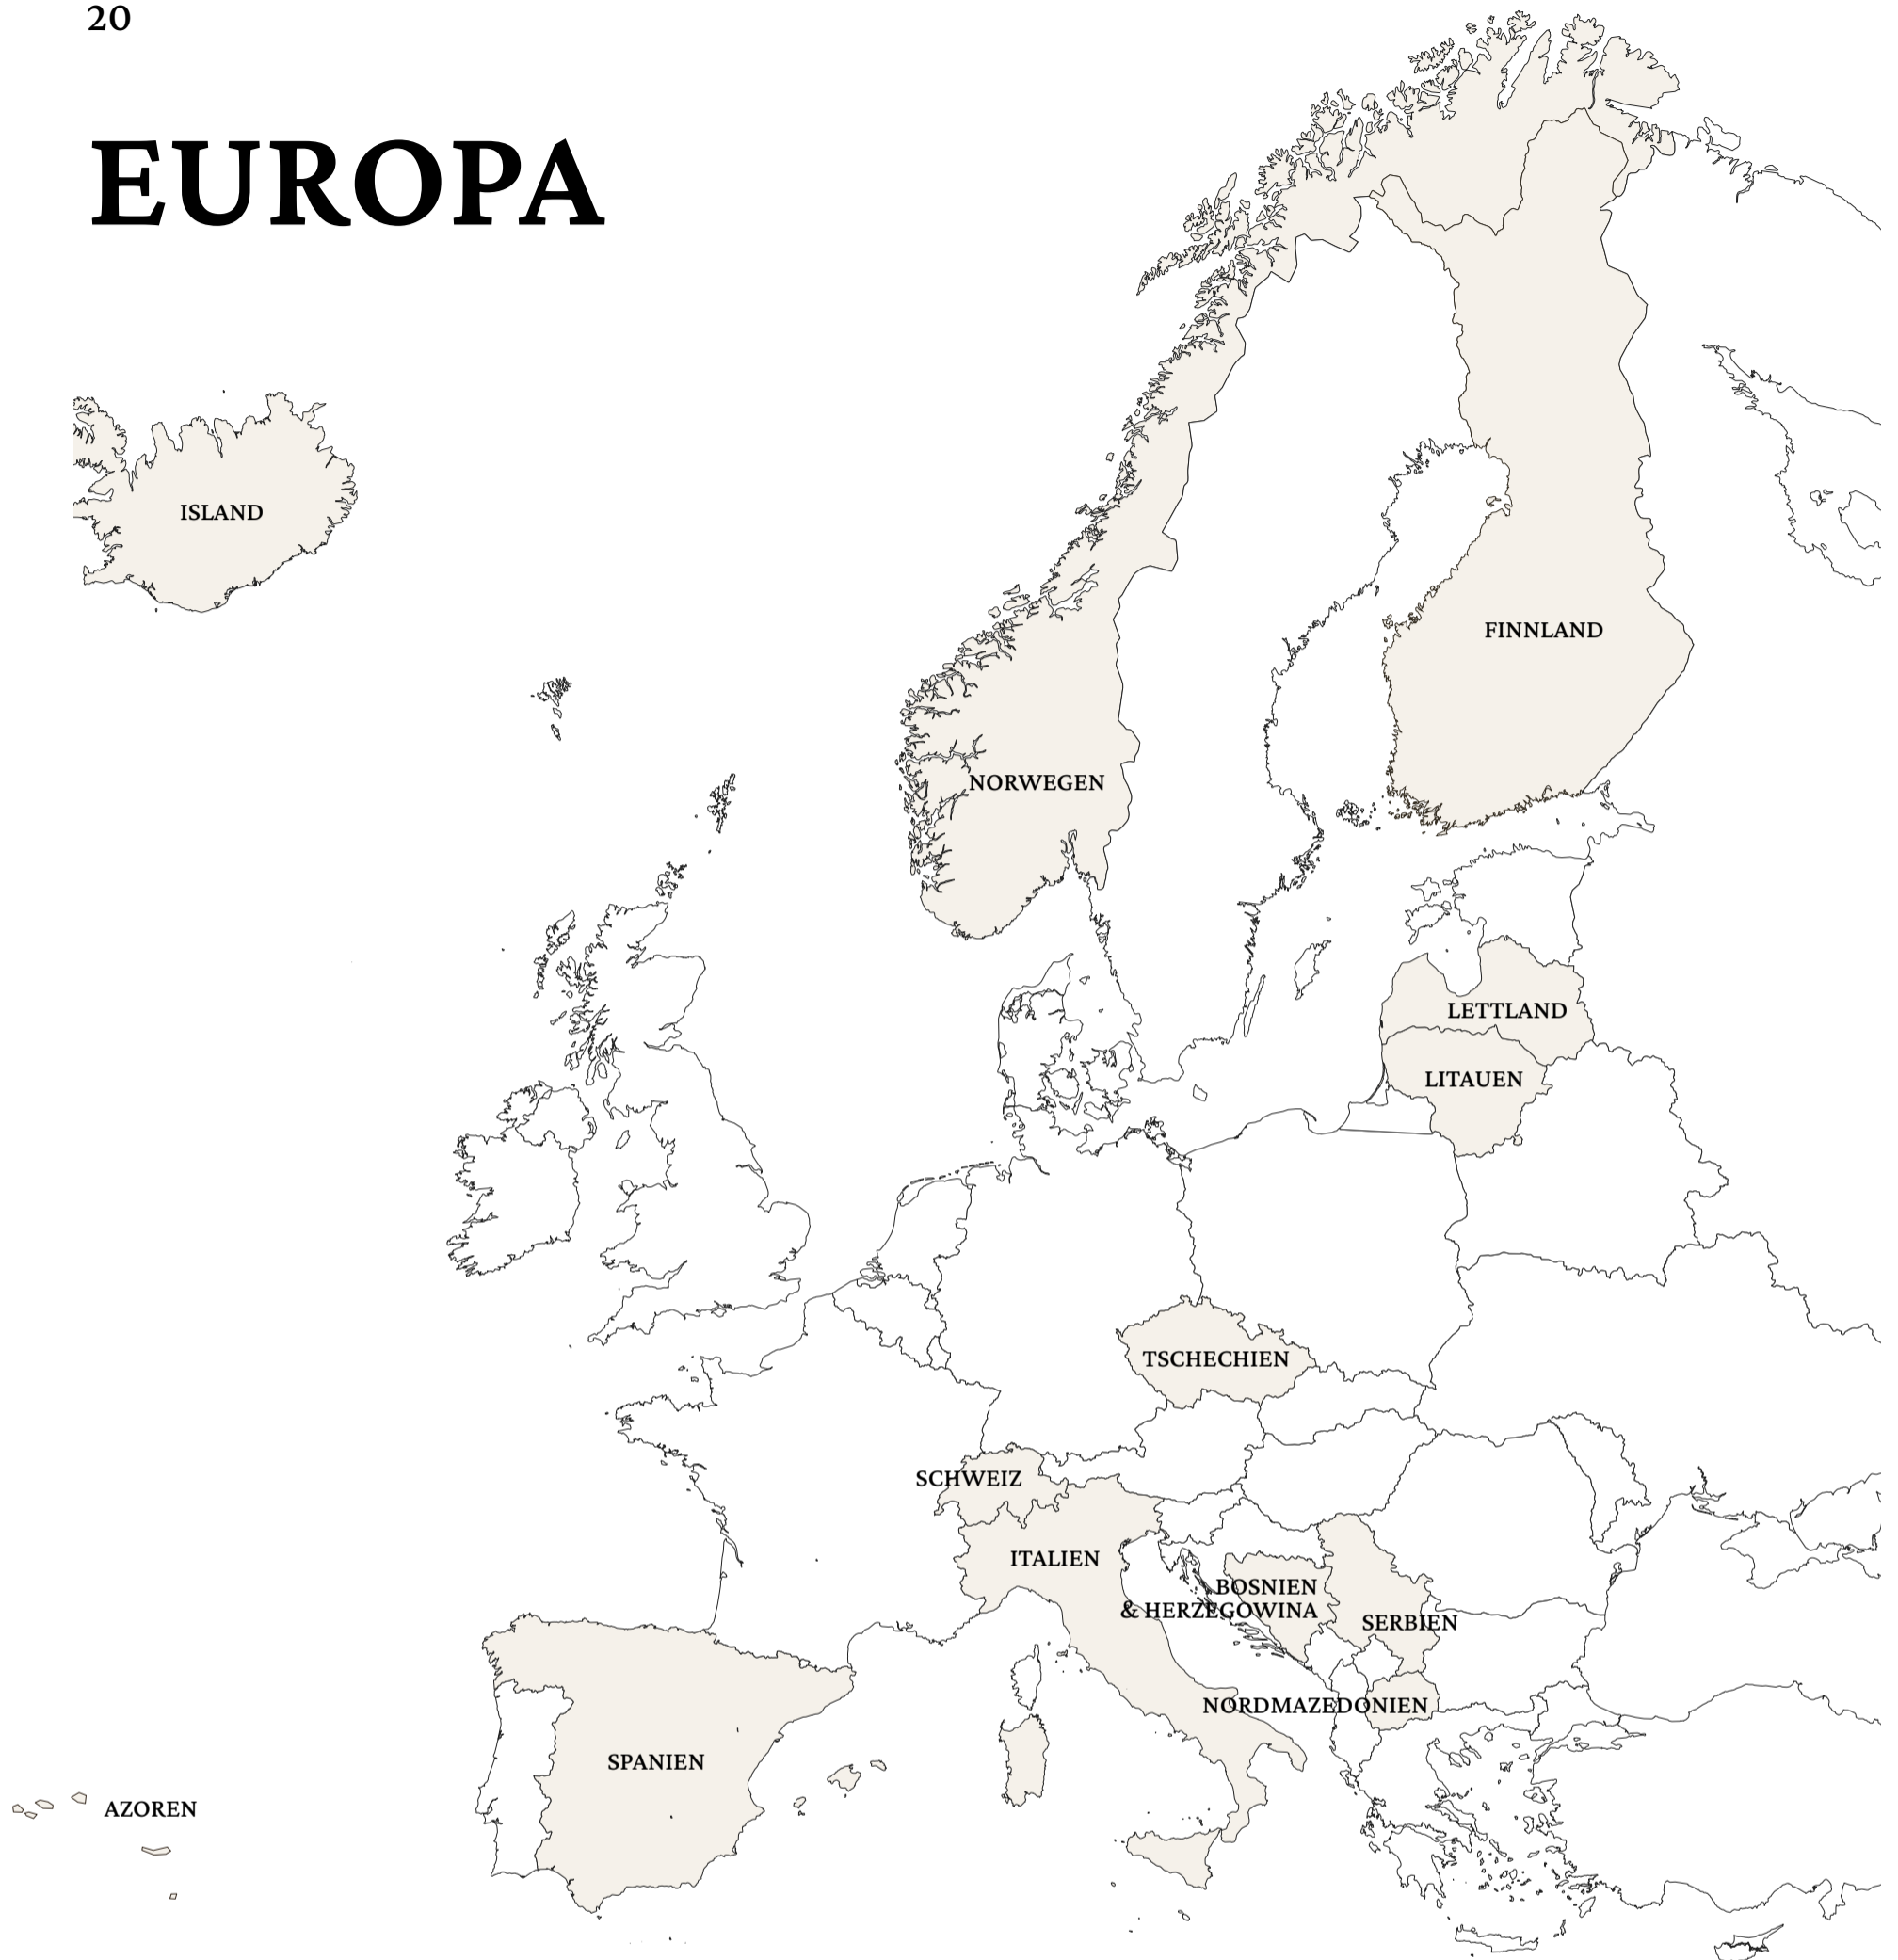 20
EUROPA
ISLAND
FINNLAND
NORWEGEN
LETTLAND
LITAUEN
TSCHECHIEN
SCHWEIZ
ITALIEN
BOSNIEN
& HERZEGOWINA
SERBIEN
NORDMAZEDONIEN
SPANIEN
AZOREN